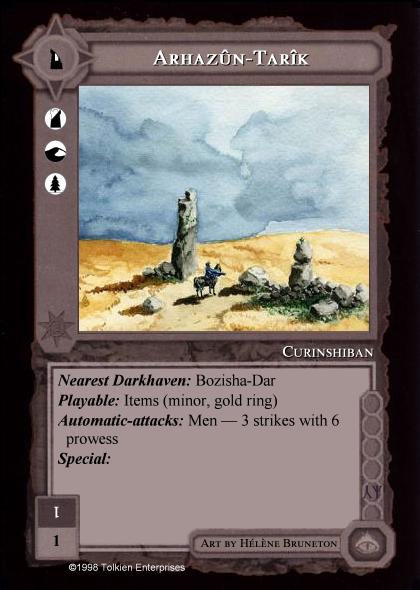 ARHAZÛN-TARÎK
CURINSHIBAN
Nearest Darkhaven: Bozisha-Dar
Playable: Items (minor, gold ring)
Automatic-attacks: Men — 3 strikes with 6
prowess
Special:
1
1
ART BY HÉLÈNE BRUNETON
©1998 Tolkien Enterprises